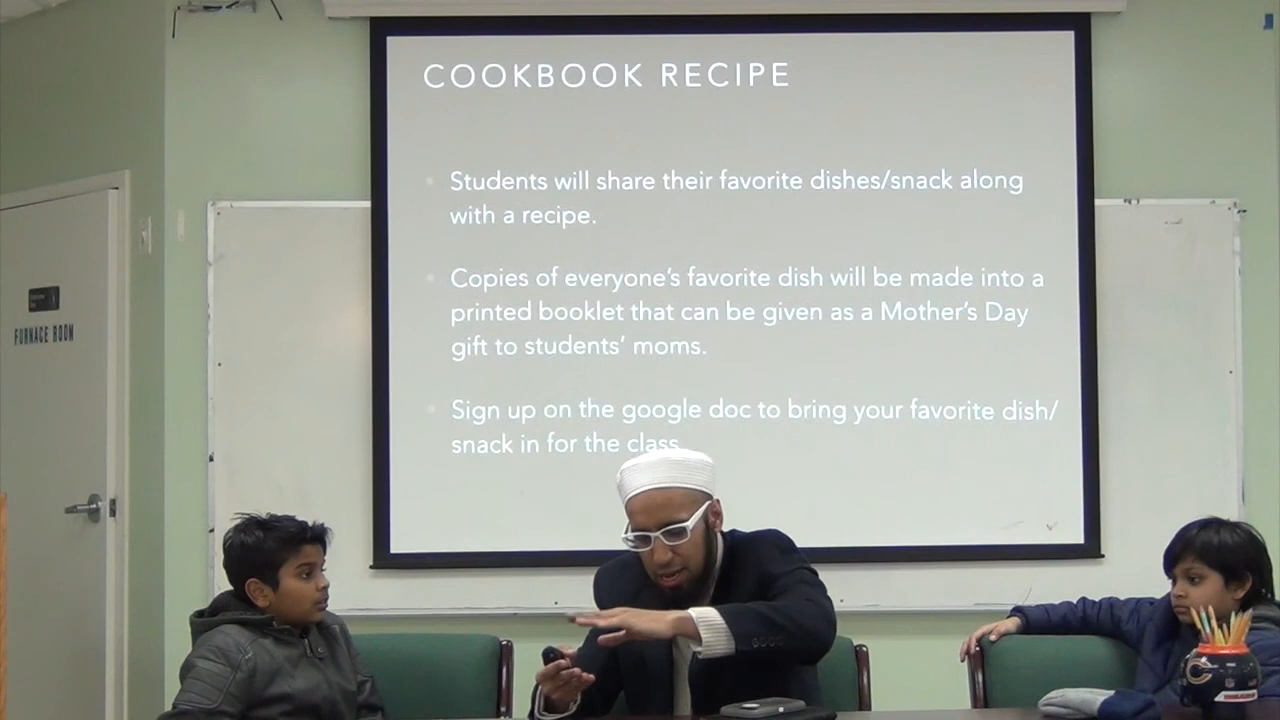 COOKBOOK RECIPE
Students will share their favorite dishes/snack along
with a recipe.
Copies of everyone's favorite dish will be made into a
printed booklet that can be given as a Mother's Day
gift to students' moms.
Sign up on the google doc to bring your favorite dish/
snack in for the class.
FURNACE ROOM